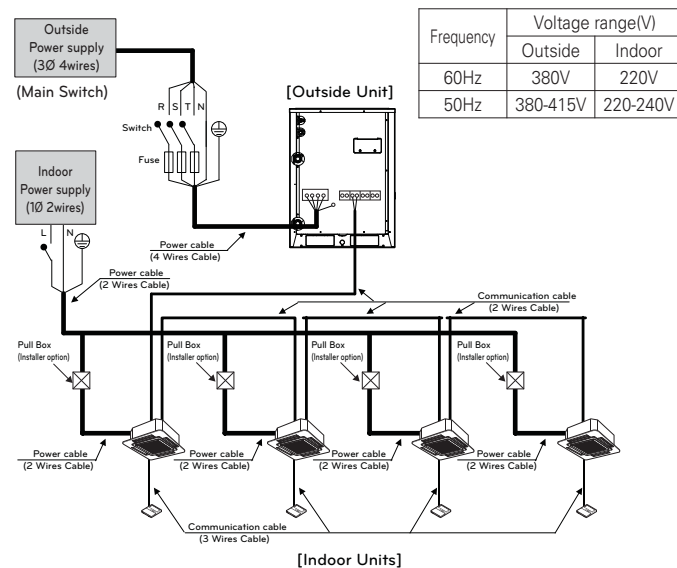 Outside
Power supply
(3Ø 4wires)
(Main Switch)
R S T N
Switch
Fuse
[Outside Unit]
Frequency
Voltage range(V)
Outside Indoor
60Hz 380V 220V
50Hz 380-415V 220-240V
Indoor
Power supply
(1Ø 2wires)
L N
Power cable
(4 Wires Cable)
Power cable
(2 Wires Cable)
Communication cable
(2 Wires Cable)
Pull Box
(Installer option)
Pull Box
(Installer option)
Pull Box
(Installer option)
Pull Box
(Installer option)
Power cable
(2 Wires Cable)
Power cable
(2 Wires Cable)
Power cable
(2 Wires Cable)
Power cable
(2 Wires Cable)
Communication cable
(3 Wires Cable)
[Indoor Units]